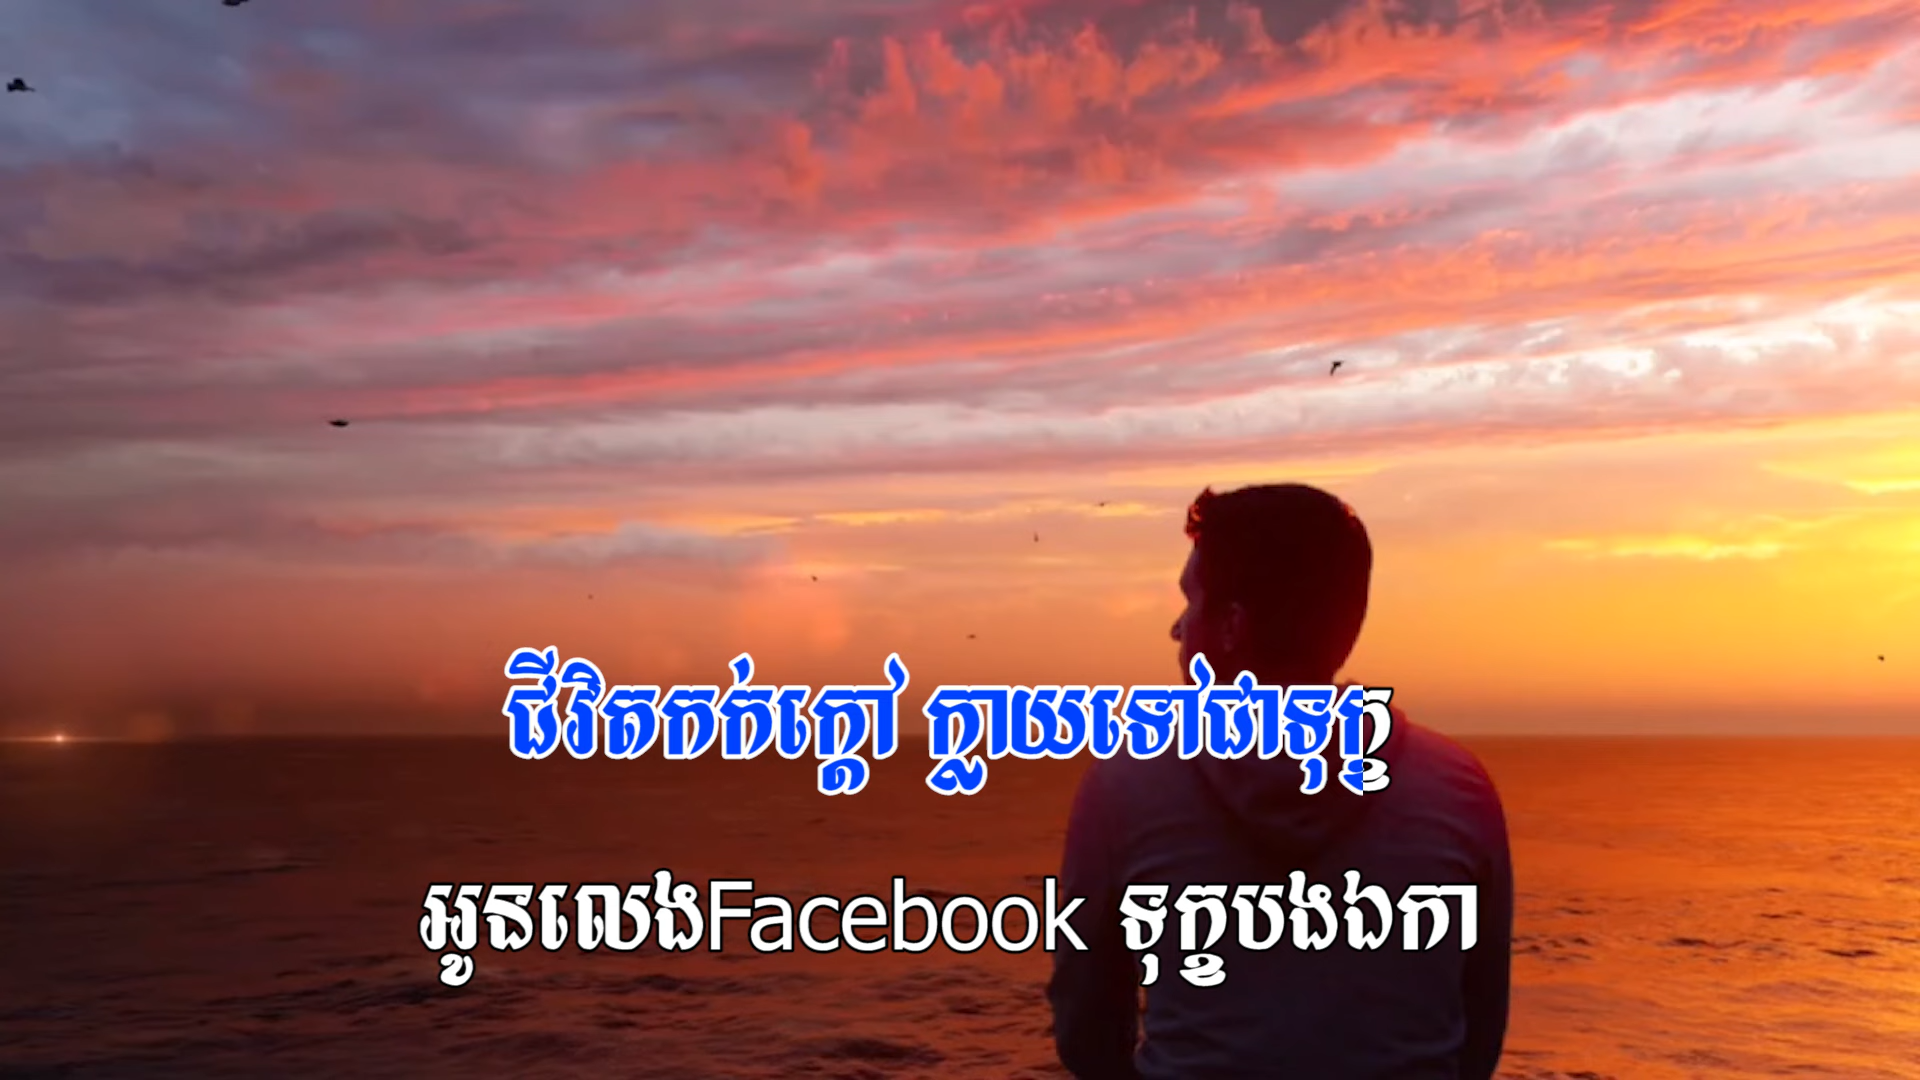 ជីវិតកក់ក្ដៅ ក្លាយទៅជាទុក្ខ
អូនលេងFacebook ទុក្ខបងឯកា